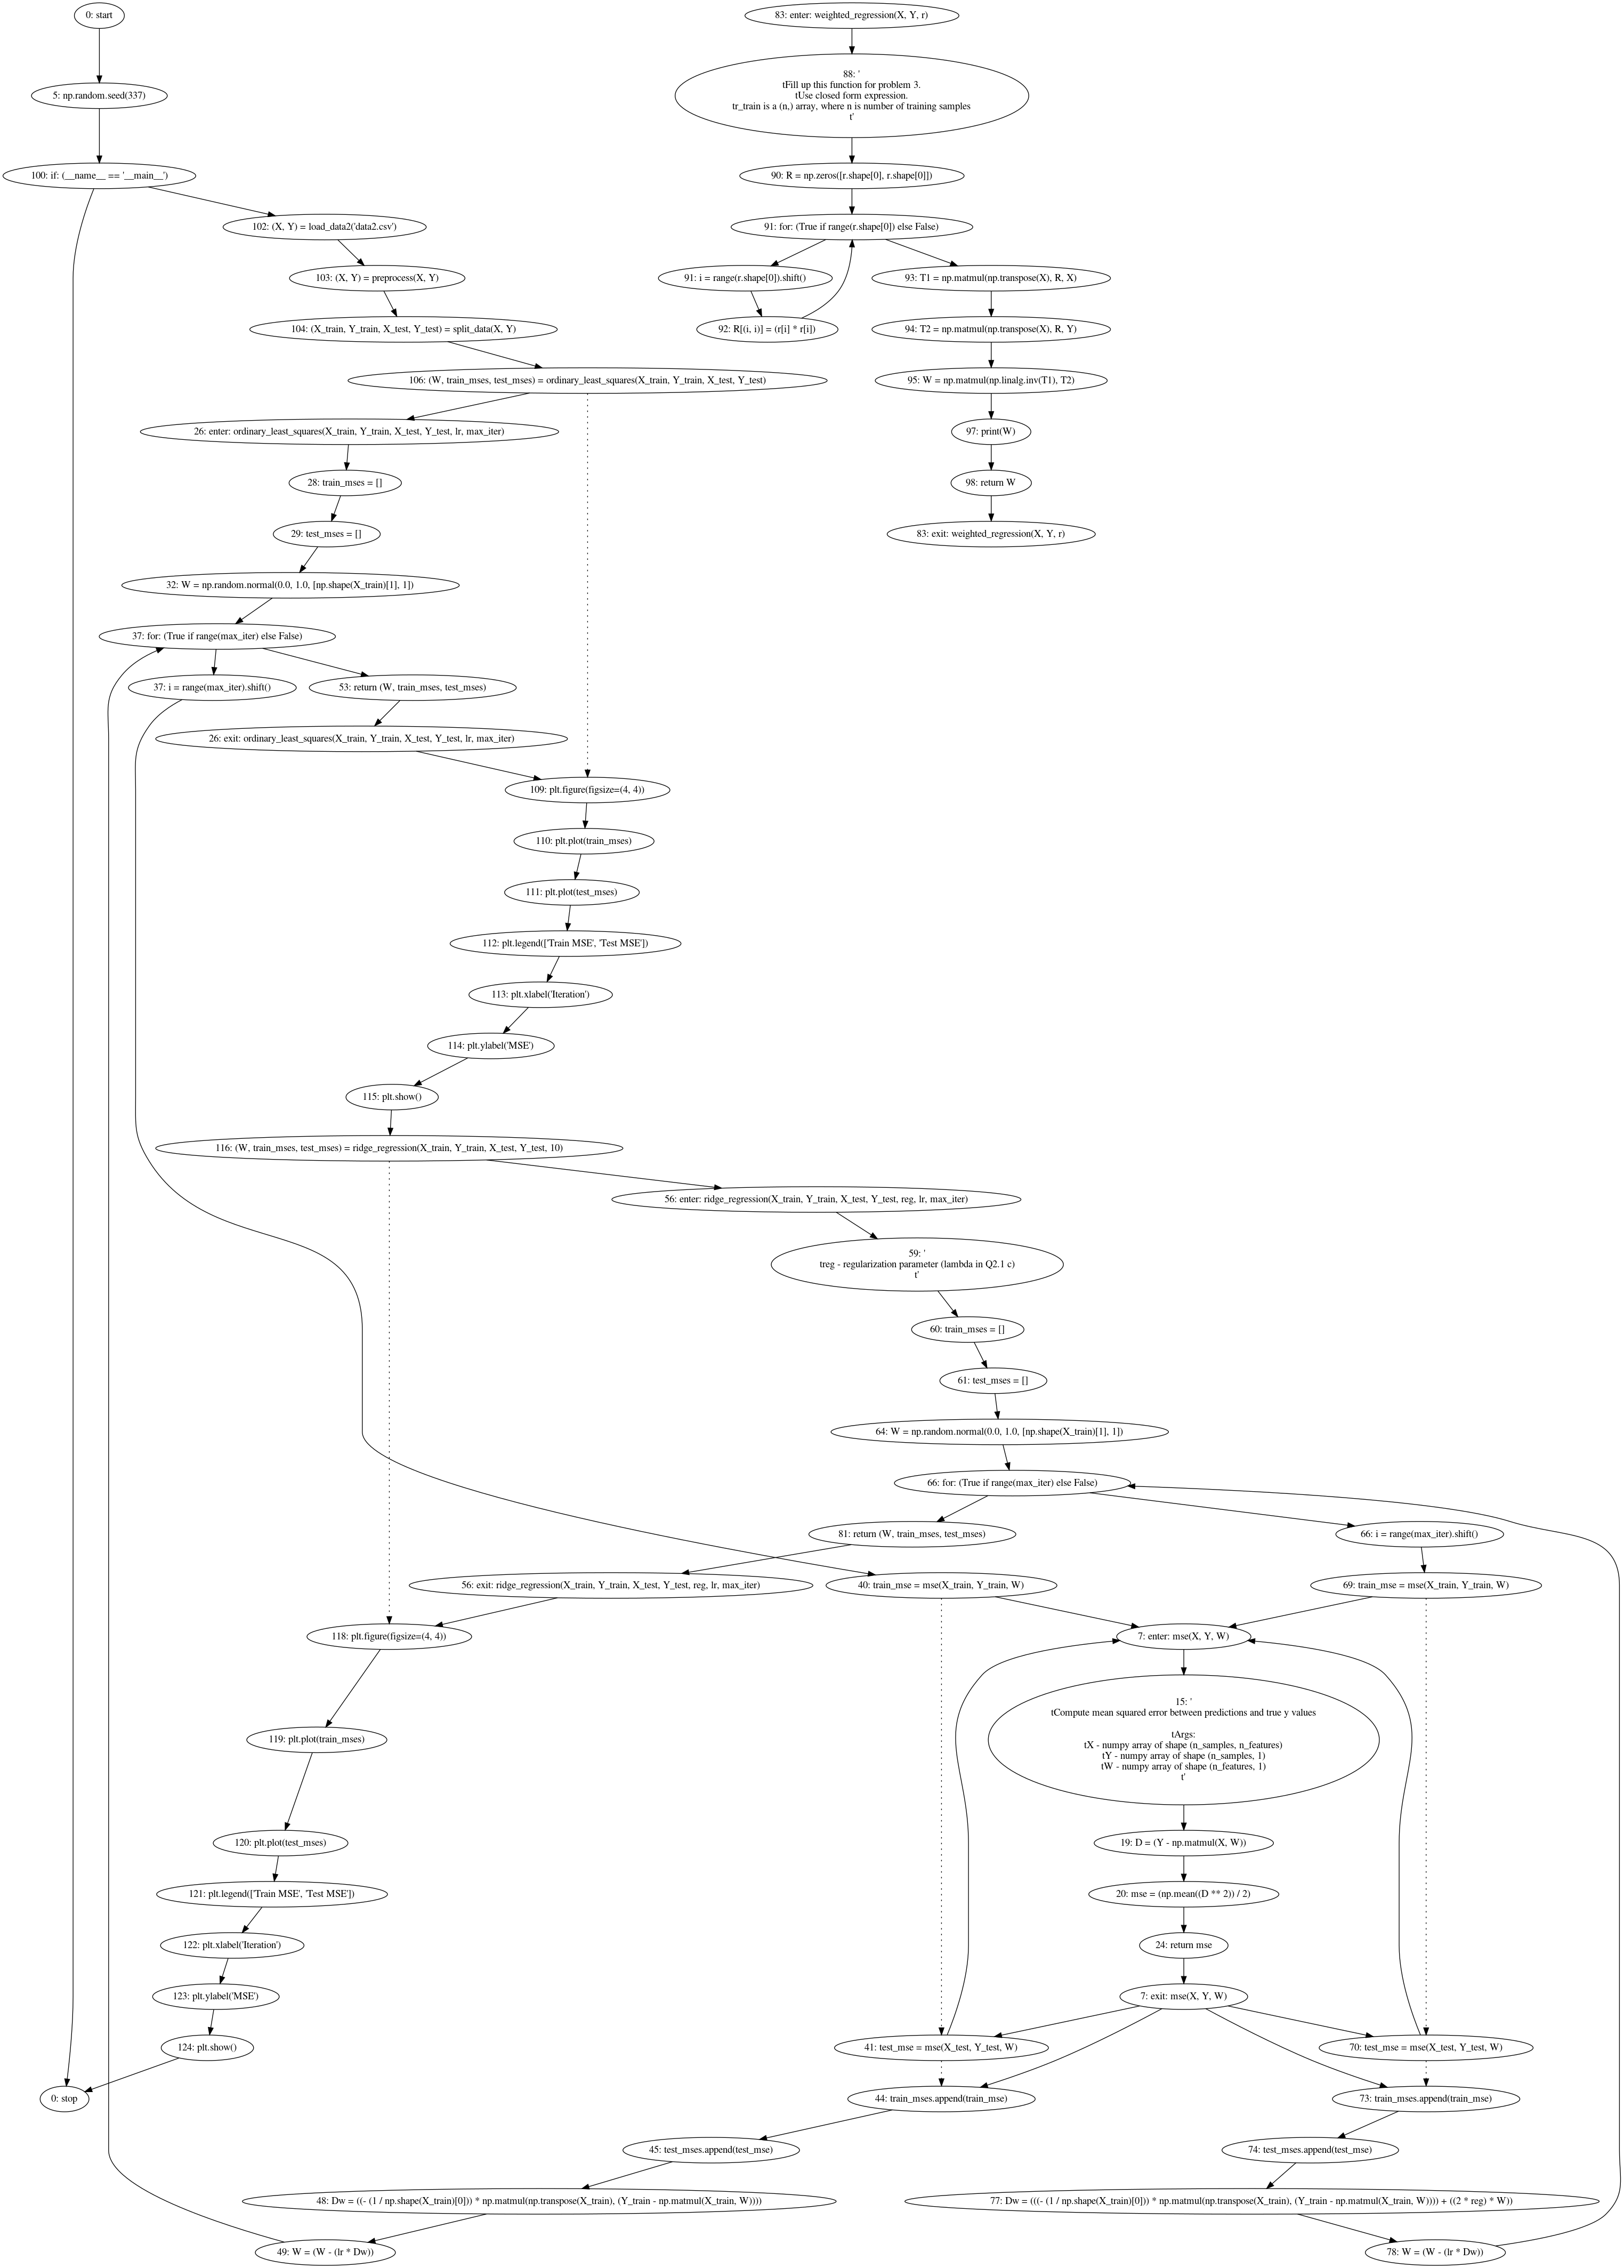 0: start
5: np.random.seed(337)
100: if: (__name__ == '__main__')
102: (X, Y) = load_data2('data2.csv')
103: (X, Y) = preprocess(X, Y)
104: (X_train, Y_train, X_test, Y_test) = split_data(X, Y)
106: (W, train_mses, test_mses) = ordinary_least_squares(X_train, Y_train, X_test, Y_test)
26: enter: ordinary_least_squares(X_train, Y_train, X_test, Y_test, lr, max_iter)
28: train_mses = []
29: test_mses = []
32: W = np.random.normal(0.0, 1.0, [np.shape(X_train)[1], 1])
37: for: (True if range(max_iter) else False)
37: i = range(max_iter).shift()
53: return (W, train_mses, test_mses)
26: exit: ordinary_least_squares(X_train, Y_train, X_test, Y_test, lr, max_iter)
109: plt.figure(figsize=(4, 4))
110: plt.plot(train_mses)
111: plt.plot(test_mses)
112: plt.legend(['Train MSE', 'Test MSE'])
113: plt.xlabel('Iteration')
114: plt.ylabel('MSE')
115: plt.show()
116: (W, train_mses, test_mses) = ridge_regression(X_train, Y_train, X_test, Y_test, 10)
83: enter: weighted_regression(X, Y, r)
88: '
tFill up this function for problem 3.
tUse closed form expression.
tr_train is a (n,) array, where n is number of training samples
t'
90: R = np.zeros([r.shape[0], r.shape[0]])
91: for: (True if range(r.shape[0]) else False)
91: i = range(r.shape[0]).shift()
92: R[(i, i)] = (r[i] * r[i])
93: T1 = np.matmul(np.transpose(X), R, X)
94: T2 = np.matmul(np.transpose(X), R, Y)
95: W = np.matmul(np.linalg.inv(T1), T2)
97: print(W)
98: return W
83: exit: weighted_regression(X, Y, r)
56: enter: ridge_regression(X_train, Y_train, X_test, Y_test, reg, lr, max_iter)
59: '
treg - regularization parameter (lambda in Q2.1 c)
t'
60: train_mses = []
61: test_mses = []
64: W = np.random.normal(0.0, 1.0, [np.shape(X_train)[1], 1])
66: for: (True if range(max_iter) else False)
81: return (W, train_mses, test_mses)
66: i = range(max_iter).shift()
56: exit: ridge_regression(X_train, Y_train, X_test, Y_test, reg, lr, max_iter)
40: train_mse = mse(X_train, Y_train, W)
69: train_mse = mse(X_train, Y_train, W)
118: plt.figure(figsize=(4, 4))
7: enter: mse(X, Y, W)
15: '
tCompute mean squared error between predictions and true y values
tArgs:
tX - numpy array of shape (n_samples, n_features)
tY - numpy array of shape (n_samples, 1)
tW - numpy array of shape (n_features, 1)
t'
119: plt.plot(train_mses)
120: plt.plot(test_mses)
19: D = (Y - np.matmul(X, W))
121: plt.legend(['Train MSE', 'Test MSE'])
20: mse = (np.mean((D ** 2)) / 2)
122: plt.xlabel('Iteration')
24: return mse
123: plt.ylabel('MSE')
7: exit: mse(X, Y, W)
124: plt.show()
41: test_mse = mse(X_test, Y_test, W)
70: test_mse = mse(X_test, Y_test, W)
0: stop
44: train_mses.append(train_mse)
73: train_mses.append(train_mse)
45: test_mses.append(test_mse)
74: test_mses.append(test_mse)
48: Dw = ((- (1 / np.shape(X_train)[0])) * np.matmul(np.transpose(X_train), (Y_train - np.matmul(X_train, W))))
77: Dw = (((- (1 / np.shape(X_train)[0])) * np.matmul(np.transpose(X_train), (Y_train - np.matmul(X_train, W)))) + ((2 * reg) * W))
49: W = (W - (lr * Dw))
78: W = (W - (lr * Dw))